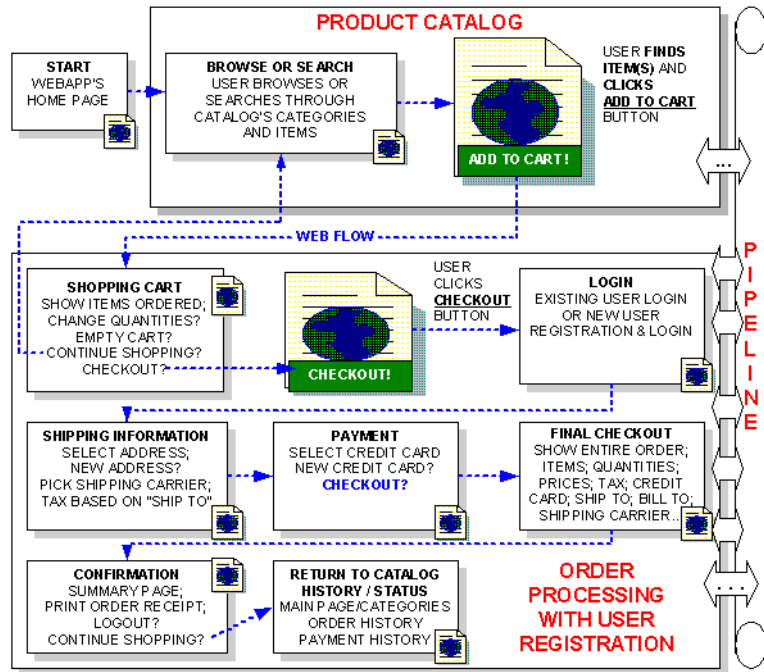 PRODUCT CATALOG
START
WEBAPP'S
HOME PAGE
BROWSE OR SEARCH
USER BROWSES OR
SEARCHES THROUGH
CATALOG'S CATEGORIES
AND ITEMS
ADD TO CART!
USER FINDS
ITEM(S) AND
CLICKS
ADD TO CART
BUTTON
...
WEB FLOW
PIPELINE
SHOPPING CART
SHOW ITEMS ORDERED;
CHANGE QUANTITIES?
EMPTY CART?
CONTINUE SHOPPING?
CHECKOUT?
CHECKOUT!
USER
CLICKS
CHECKOUT
BUTTON
LOGIN
EXISTING USER LOGIN
OR NEW USER
REGISTRATION & LOGIN
SHIPPING INFORMATION
SELECT ADDRESS;
NEW ADDRESS?
PICK SHIPPING CARRIER;
TAX BASED ON "SHIP TO"
PAYMENT
SELECT CREDIT CARD
NEW CREDIT CARD?
CHECKOUT?
FINAL CHECKOUT
SHOW ENTIRE ORDER;
ITEMS; QUANTITIES;
PRICES; TAX; CREDIT
CARD; SHIP TO; BILL TO;
SHIPPING CARRIER...
CONFIRMATION
SUMMARY PAGE;
PRINT ORDER RECEIPT;
LOGOUT?
CONTINUE SHOPPING?
RETURN TO CATALOG
HISTORY / STATUS
MAIN PAGE/CATEGORIES
ORDER HISTORY
PAYMENT HISTORY
ORDER
PROCESSING
WITH USER
REGISTRATION
...